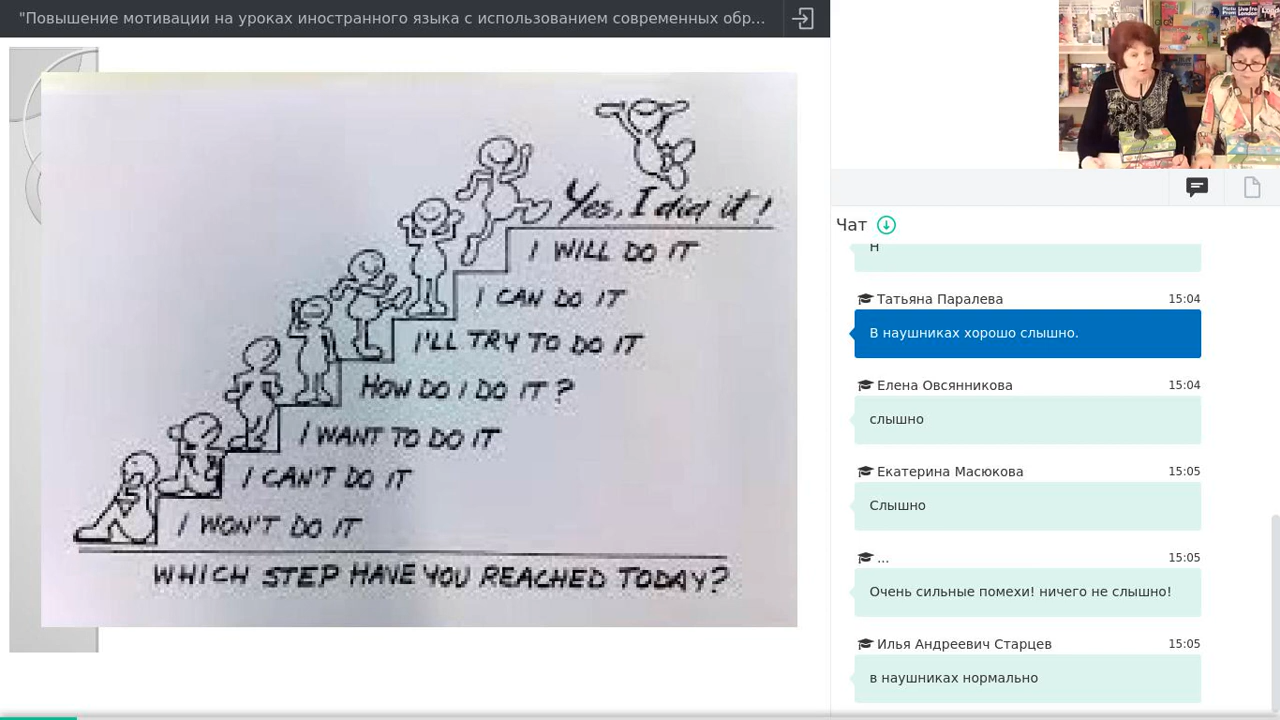 "Повышение мотивации на уроках иностранного языка с использованием современных обр...
Yes, I did it!
I WILL DO IT
I CAN DO IT
I'LL TRY TO DO IT
HOW DO I DO IT?
I WANT TO DO IT
I CAN'T DO IT
I WON'T DO IT
WHICH STEP HAVE YOU REACHED TODAY?
Чат
н
Татьяна Паралева 15:04
В наушниках хорошо слышно.
Елена Овсянникова 15:04
слышно
Екатерина Масюкова 15:05
Слышно
... 15:05
Очень сильные помехи! ничего не слышно!
Илья Андреевич Старцев 15:05
в наушниках нормально